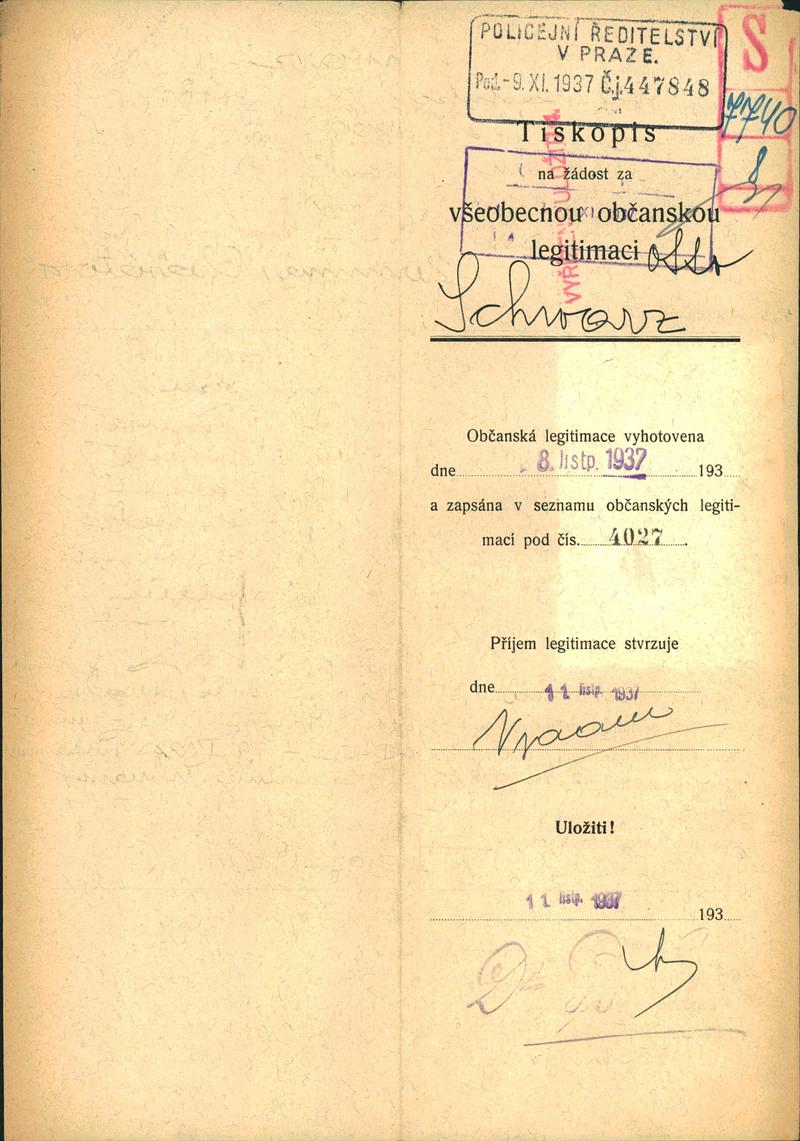 POLICEJNÍ ŘEDITELSTVÍ
V PRAZE.
Pod. -9. XI. 1937 Č.j. 447848
S
7740
8
Tiskopis
na žádost za
všeobecnou občanskou
legitimaci Otto
Schwarz
Občanská legitimace vyhotovena
dne 8. listp. 1937 193
a zapsána v seznamu občanských legiti-
mací pod čís. 4027.
Příjem legitimace stvrzuje
dne 11. listp. 1937
Uložiti!
11. listp. 1937 193